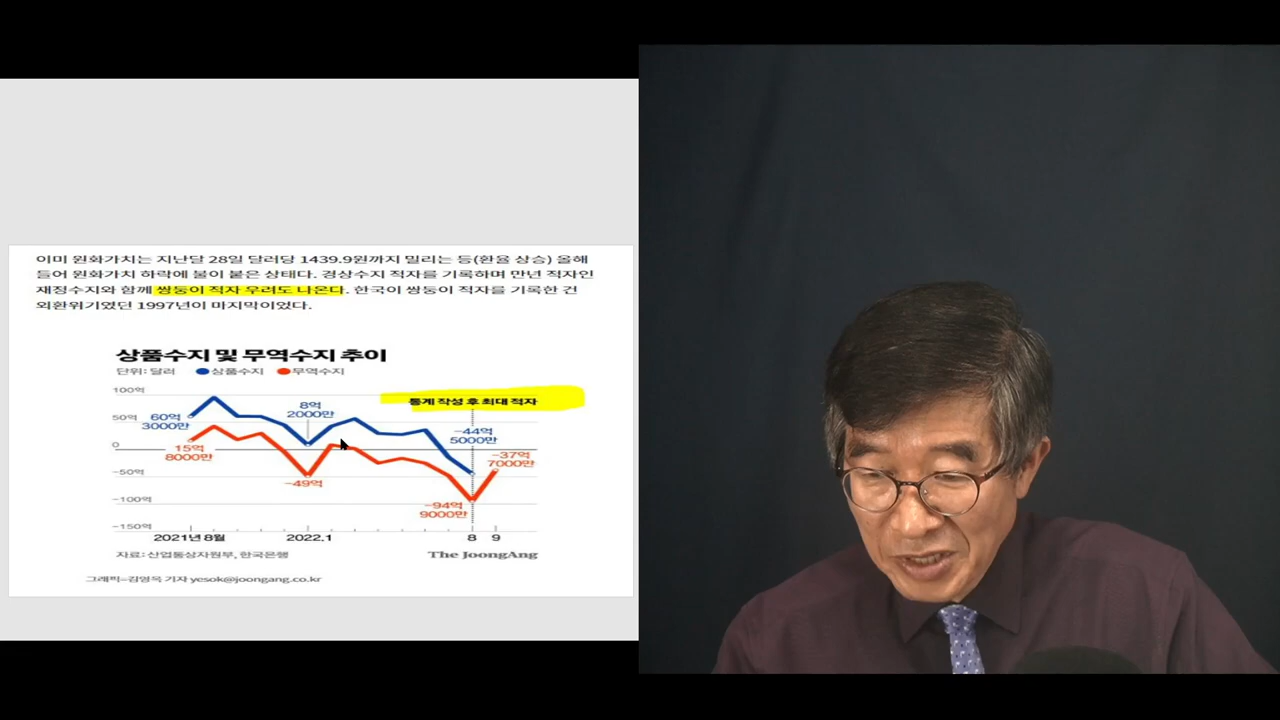 이미 원화가치는 지난달 28일 달러당 1439.9원까지 밀리는 등(환율 상승) 올해
들어 원화가치 하락에 불이 붙은 상태다. 경상수지 적자를 기록하며 만년 적자인
재정수지와 함께 쌍둥이 적자 우려도 나온다. 한국이 쌍둥이 적자를 기록한 건
외환위기였던 1997년이 마지막이었다.
상품수지 및 무역수지 추이
단위: 달러 상품수지 무역수지
100억
통계 작성 후 최대 적자
8억
2000만
60억
3000만
50억
-44억
5000만
0
15억
8000만
-37억
7000만
-50억
-49억
-100억
-94억
9000만
-150억
2021년 8월 2022.1 8 9
자료: 산업통상자원부, 한국은행 The JoongAng
그래픽=김영옥 기자 yesok@joongang.co.kr